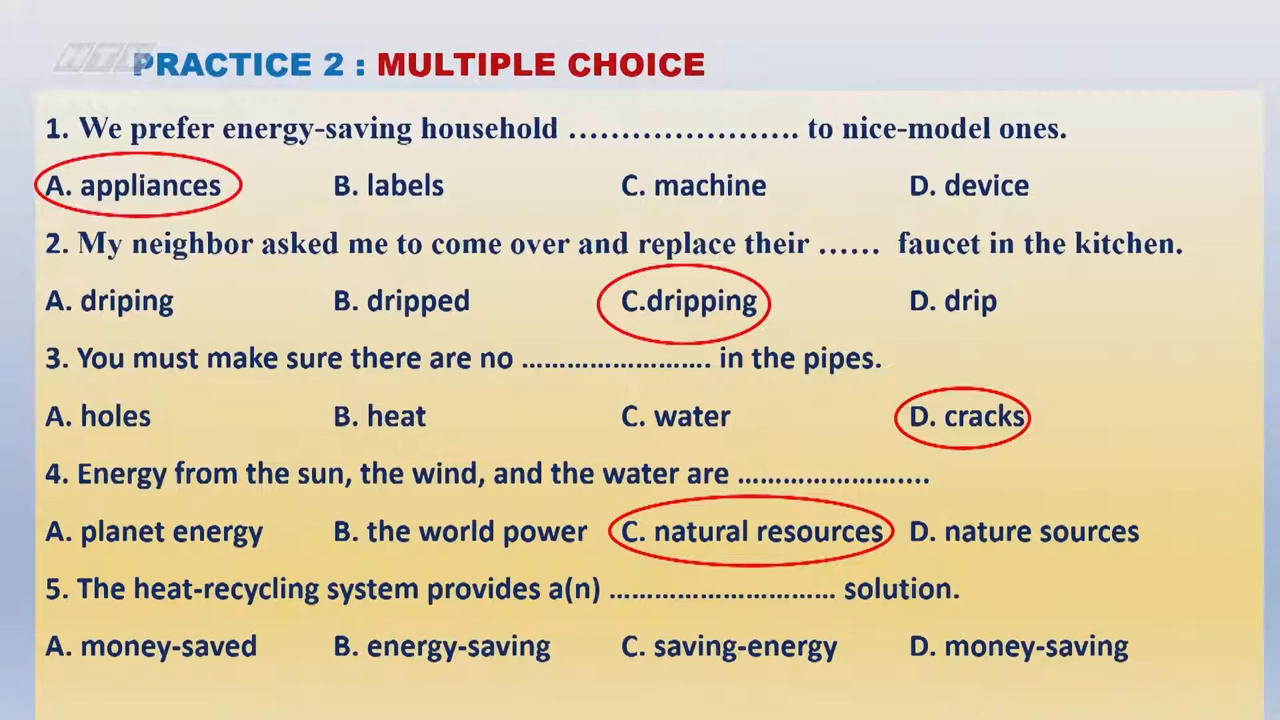 HTV
PRACTICE 2 : MULTIPLE CHOICE
1. We prefer energy-saving household …………………. to nice-model ones.
A. appliances B. labels C. machine D. device
2. My neighbor asked me to come over and replace their …… faucet in the kitchen.
A. driping B. dripped C.dripping D. drip
3. You must make sure there are no ……………………. in the pipes.
A. holes B. heat C. water D. cracks
4. Energy from the sun, the wind, and the water are …………………....
A. planet energy B. the world power C. natural resources D. nature sources
5. The heat-recycling system provides a(n) ………………………… solution.
A. money-saved B. energy-saving C. saving-energy D. money-saving